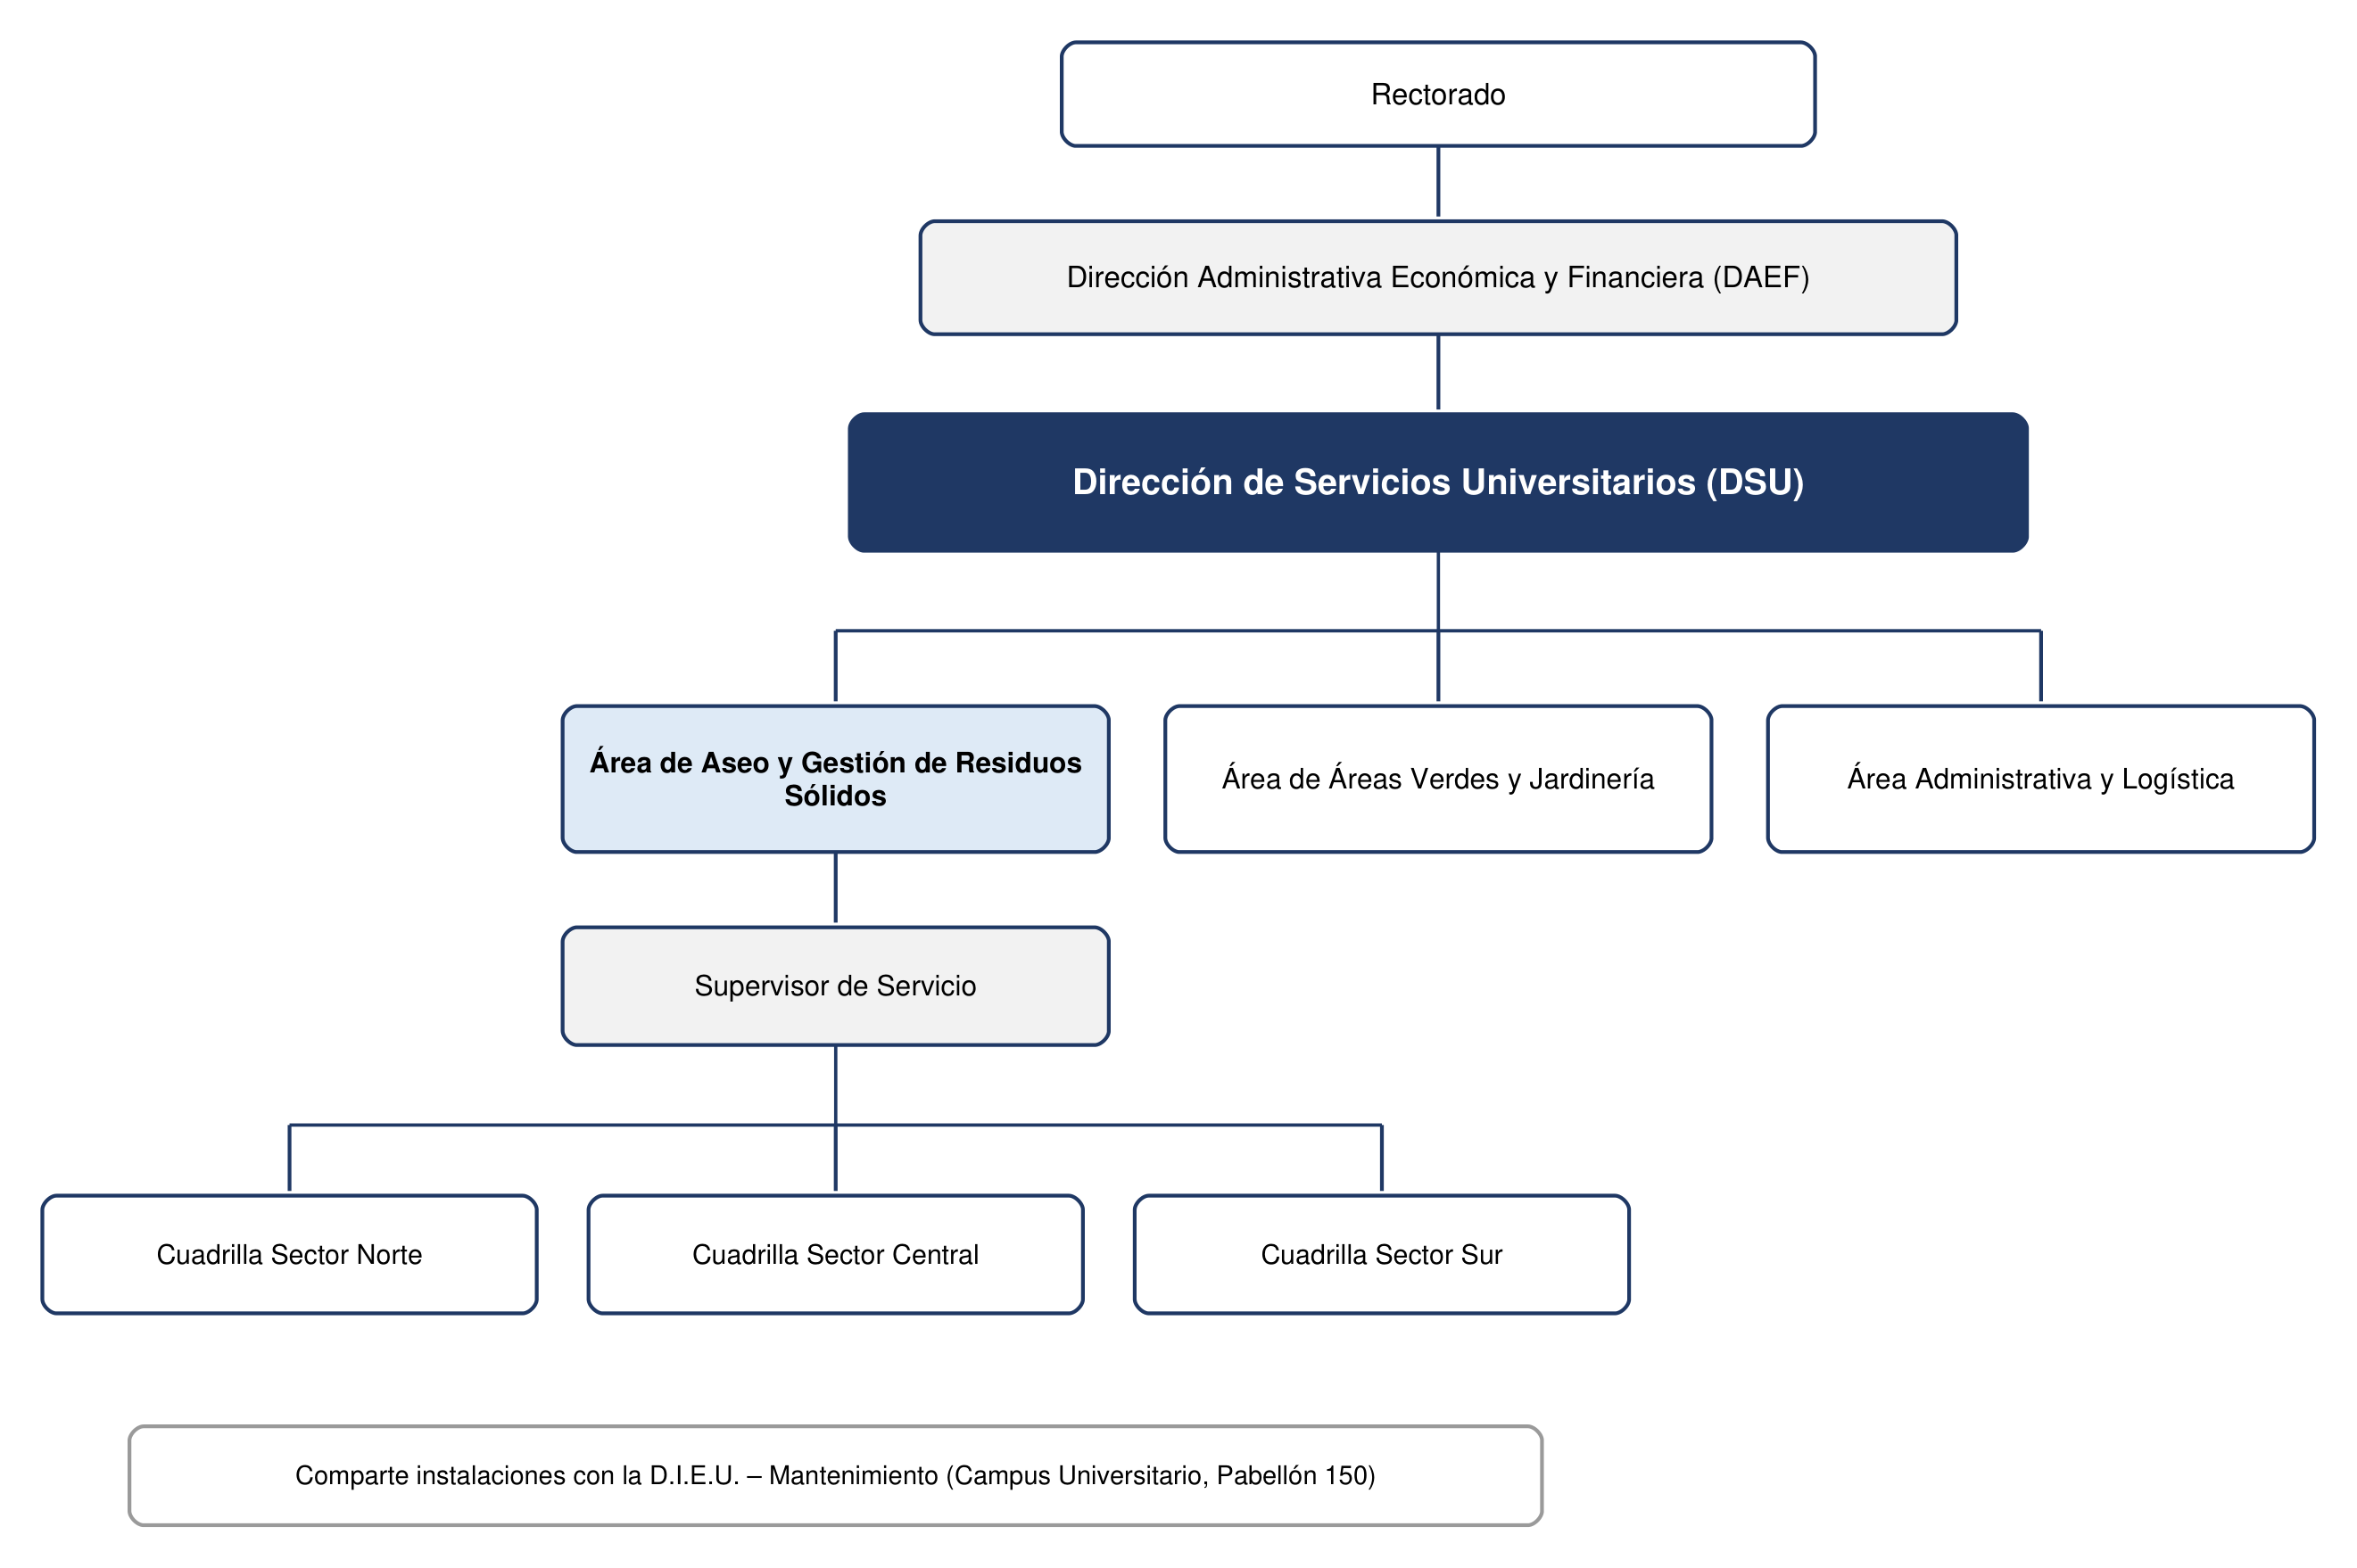 Rectorado
Dirección Administrativa Económica y Financiera (DAEF)
Dirección de Servicios Universitarios (DSU)
Área de Aseo y Gestión de Residuos
Sólidos
Área de Áreas Verdes y Jardinería
Área Administrativa y Logística
Supervisor de Servicio
Cuadrilla Sector Norte
Cuadrilla Sector Central
Cuadrilla Sector Sur
Comparte instalaciones con la D.I.E.U. – Mantenimiento (Campus Universitario, Pabellón 150)